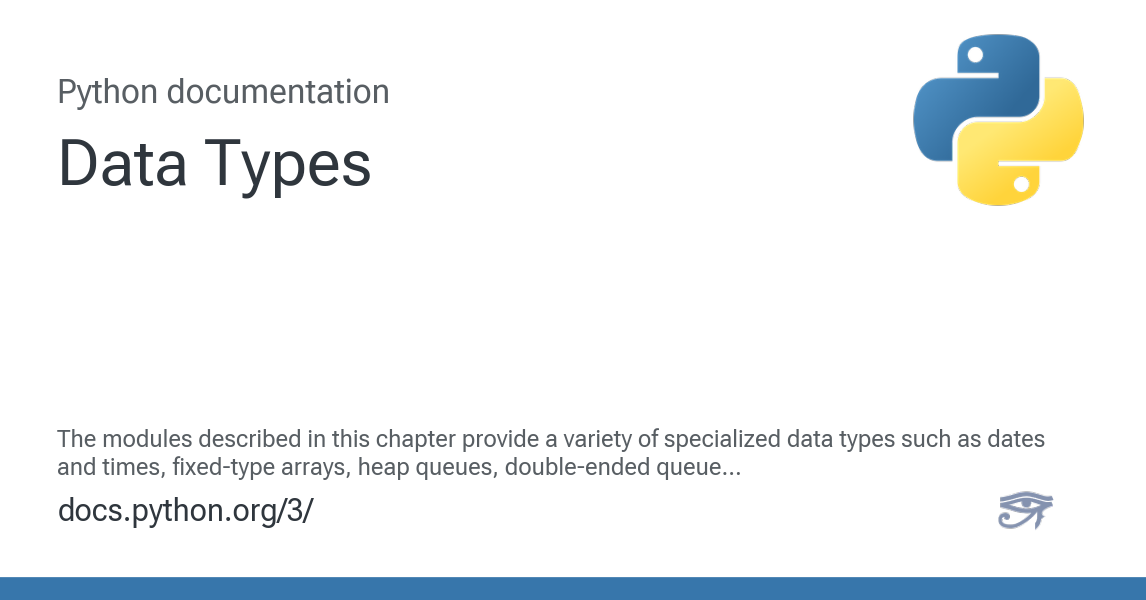 Python documentation
Data Types
The modules described in this chapter provide a variety of specialized data types such as dates
and times, fixed-type arrays, heap queues, double-ended queue...
docs.python.org/3/